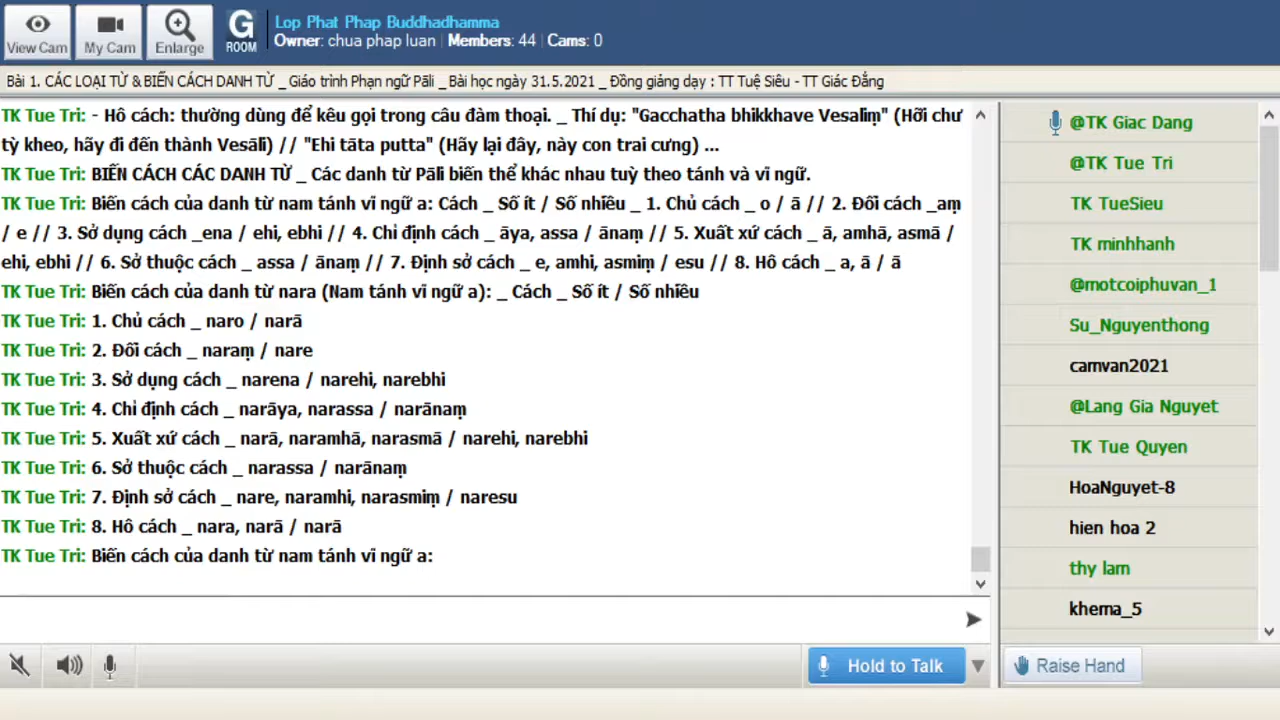 View Cam
My Cam
Enlarge
G
ROOM
Lop Phat Phap Buddhadhamma
Owner: chua phap luan | Members: 44 | Cams: 0
Bài 1. CÁC LOẠI TỪ & BIẾN CÁCH DANH TỪ _ Giáo trình Phạn ngữ Pāli _ Bài học ngày 31.5.2021 _ Đồng giảng dạy : TT Tuệ Siêu - TT Giác Đẳng
TK Tue Tri: - Hô cách: thường dùng để kêu gọi trong câu đàm thoại. _ Thí dụ: "Gacchatha bhikkhave Vesaliṃ" (Hỡi chư
tỳ kheo, hãy đi đến thành Vesāli) // "Ehi tāta putta" (Hãy lại đây, này con trai cưng) ...
TK Tue Tri: BIẾN CÁCH CÁC DANH TỪ _ Các danh từ Pāli biến thể khác nhau tuỳ theo tánh và vĩ ngữ.
TK Tue Tri: Biến cách của danh từ nam tánh vĩ ngữ a: Cách _ Số ít / Số nhiều _ 1. Chủ cách _ o / ā // 2. Đối cách _aṃ
/ e // 3. Sở dụng cách _ena / ehi, ebhi // 4. Chỉ định cách _ āya, assa / ānaṃ // 5. Xuất xứ cách _ ā, amhā, asmā /
ehi, ebhi // 6. Sở thuộc cách _ assa / ānaṃ // 7. Định sở cách _ e, amhi, asmiṃ / esu // 8. Hô cách _ a, ā / ā
TK Tue Tri: Biến cách của danh từ nara (Nam tánh vĩ ngữ a): _ Cách _ Số ít / Số nhiều
TK Tue Tri: 1. Chủ cách _ naro / narā
TK Tue Tri: 2. Đối cách _ naraṃ / nare
TK Tue Tri: 3. Sở dụng cách _ narena / narehi, narebhi
TK Tue Tri: 4. Chỉ định cách _ narāya, narassa / narānaṃ
TK Tue Tri: 5. Xuất xứ cách _ narā, naramhā, narasmā / narehi, narebhi
TK Tue Tri: 6. Sở thuộc cách _ narassa / narānaṃ
TK Tue Tri: 7. Định sở cách _ nare, naramhi, narasmiṃ / naresu
TK Tue Tri: 8. Hô cách _ nara, narā / narā
TK Tue Tri: Biến cách của danh từ nam tánh vĩ ngữ a:
@TK Giac Dang
@TK Tue Tri
TK TueSieu
TK minhhanh
@motcoiphuvan_1
Su_Nguyenthong
camvan2021
@Lang Gia Nguyet
TK Tue Quyen
HoaNguyet-8
hien hoa 2
thy lam
khema_5
Hold to Talk
Raise Hand